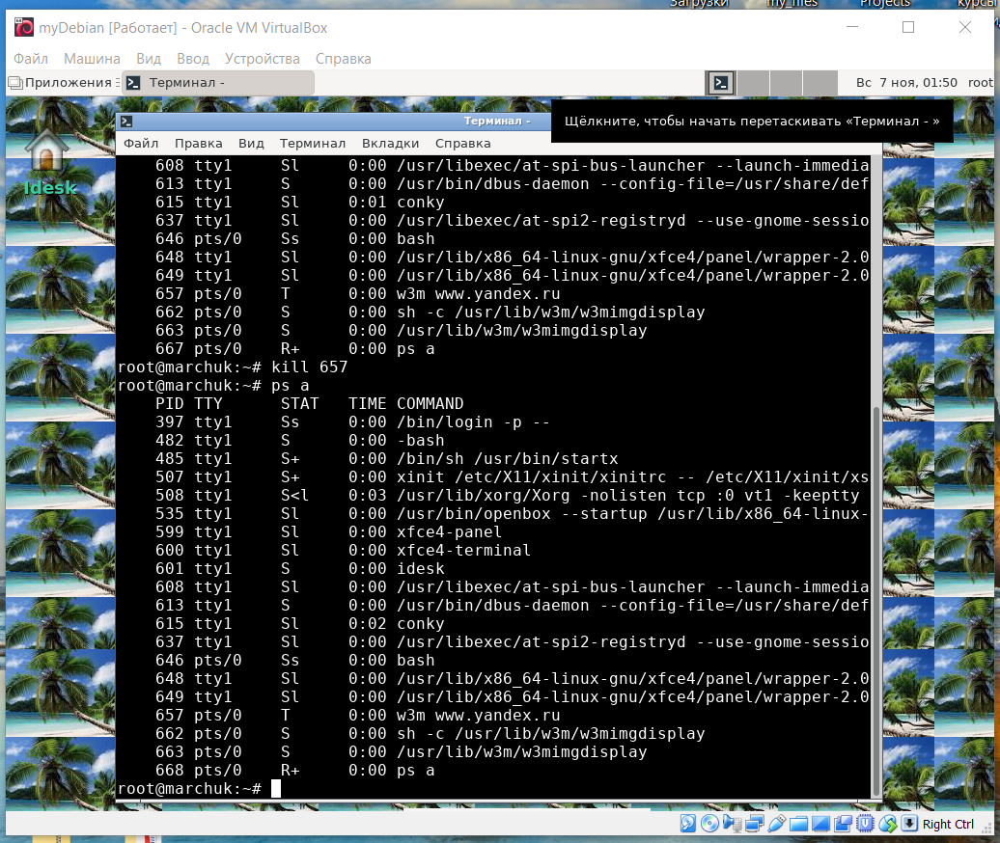 Загрузки my_files Projects курсы
myDebian [Работает] - Oracle VM VirtualBox
Файл Машина Вид Ввод Устройства Справка
Приложения Терминал - Вс 7 ноя, 01:50 root
Щёлкните, чтобы начать перетаскивать «Терминал - »
Idesk
Терминал -
Файл Правка Вид Терминал Вкладки Справка
608 tty1 Sl 0:00 /usr/libexec/at-spi-bus-launcher --launch-immedia
613 tty1 S 0:00 /usr/bin/dbus-daemon --config-file=/usr/share/def
615 tty1 Sl 0:01 conky
637 tty1 Sl 0:00 /usr/libexec/at-spi2-registryd --use-gnome-sessio
646 pts/0 Ss 0:00 bash
648 tty1 Sl 0:00 /usr/lib/x86_64-linux-gnu/xfce4/panel/wrapper-2.0
649 tty1 Sl 0:00 /usr/lib/x86_64-linux-gnu/xfce4/panel/wrapper-2.0
657 pts/0 T 0:00 w3m www.yandex.ru
662 pts/0 S 0:00 sh -c /usr/lib/w3m/w3mimgdisplay
663 pts/0 S 0:00 /usr/lib/w3m/w3mimgdisplay
667 pts/0 R+ 0:00 ps a
root@marchuk:~# kill 657
root@marchuk:~# ps a
PID TTY STAT TIME COMMAND
397 tty1 Ss 0:00 /bin/login -p --
482 tty1 S 0:00 -bash
485 tty1 S+ 0:00 /bin/sh /usr/bin/startx
507 tty1 S+ 0:00 xinit /etc/X11/xinit/xinitrc -- /etc/X11/xinit/xs
508 tty1 S<l 0:03 /usr/lib/xorg/Xorg -nolisten tcp :0 vt1 -keeptty
535 tty1 Sl 0:00 /usr/bin/openbox --startup /usr/lib/x86_64-linux-
599 tty1 Sl 0:00 xfce4-panel
600 tty1 Sl 0:00 xfce4-terminal
601 tty1 S 0:00 idesk
608 tty1 Sl 0:00 /usr/libexec/at-spi-bus-launcher --launch-immedia
613 tty1 S 0:00 /usr/bin/dbus-daemon --config-file=/usr/share/def
615 tty1 Sl 0:02 conky
637 tty1 Sl 0:00 /usr/libexec/at-spi2-registryd --use-gnome-sessio
646 pts/0 Ss 0:00 bash
648 tty1 Sl 0:00 /usr/lib/x86_64-linux-gnu/xfce4/panel/wrapper-2.0
649 tty1 Sl 0:00 /usr/lib/x86_64-linux-gnu/xfce4/panel/wrapper-2.0
657 pts/0 T 0:00 w3m www.yandex.ru
662 pts/0 S 0:00 sh -c /usr/lib/w3m/w3mimgdisplay
663 pts/0 S 0:00 /usr/lib/w3m/w3mimgdisplay
668 pts/0 R+ 0:00 ps a
root@marchuk:~#
Right Ctrl